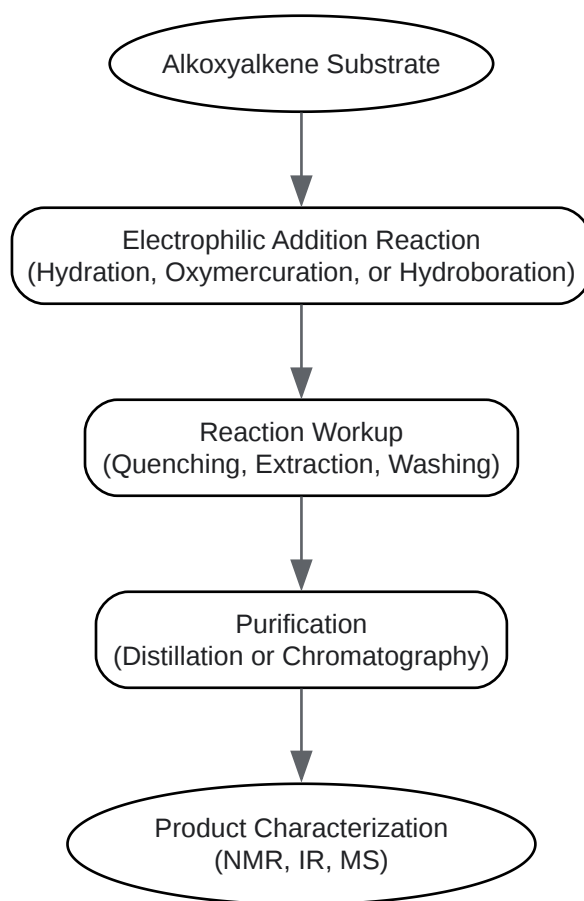 Alkoxyalkene Substrate
Electrophilic Addition Reaction
(Hydration, Oxymercuration, or Hydroboration)
Reaction Workup
(Quenching, Extraction, Washing)
Purification
(Distillation or Chromatography)
Product Characterization
(NMR, IR, MS)